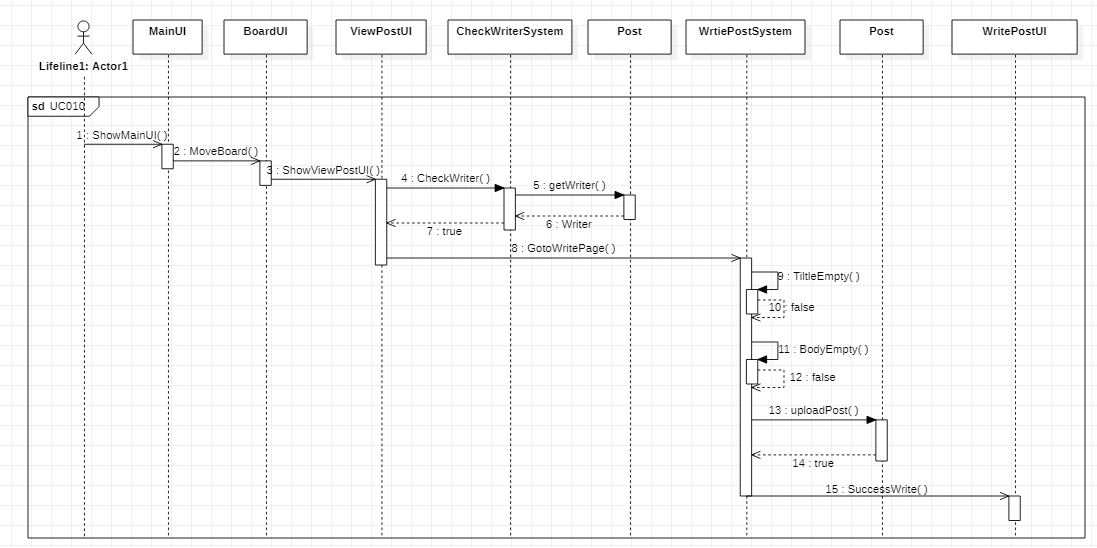 MainUI
BoardUI
ViewPostUI
CheckWriterSystem
Post
WrtiePostSystem
Post
WritePostUI
Lifeline1: Actor1
sd UC010
1 : ShowMainUI( )
2 : MoveBoard( )
3 : ShowViewPostUI( )
4 : CheckWriter( )
5 : getWriter( )
6 : Writer
7 : true
8 : GotoWritePage( )
9 : TiltleEmpty( )
10 : false
11 : BodyEmpty( )
12 : false
13 : uploadPost( )
14 : true
15 : SuccessWrite( )